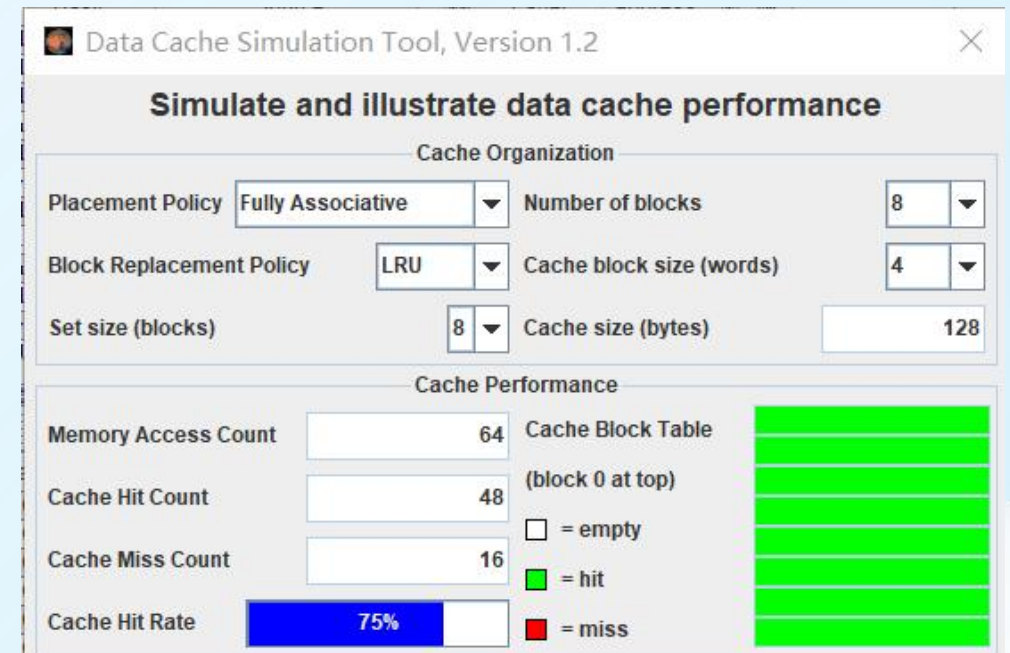 Data Cache Simulation Tool, Version 1.2
Simulate and illustrate data cache performance
Cache Organization
Placement Policy Fully Associative Number of blocks 8
Block Replacement Policy LRU Cache block size (words) 4
Set size (blocks) 8 Cache size (bytes) 128
Cache Performance
Memory Access Count 64 Cache Block Table
(block 0 at top)
Cache Hit Count 48
= empty
Cache Miss Count 16
= hit
Cache Hit Rate 75%
= miss